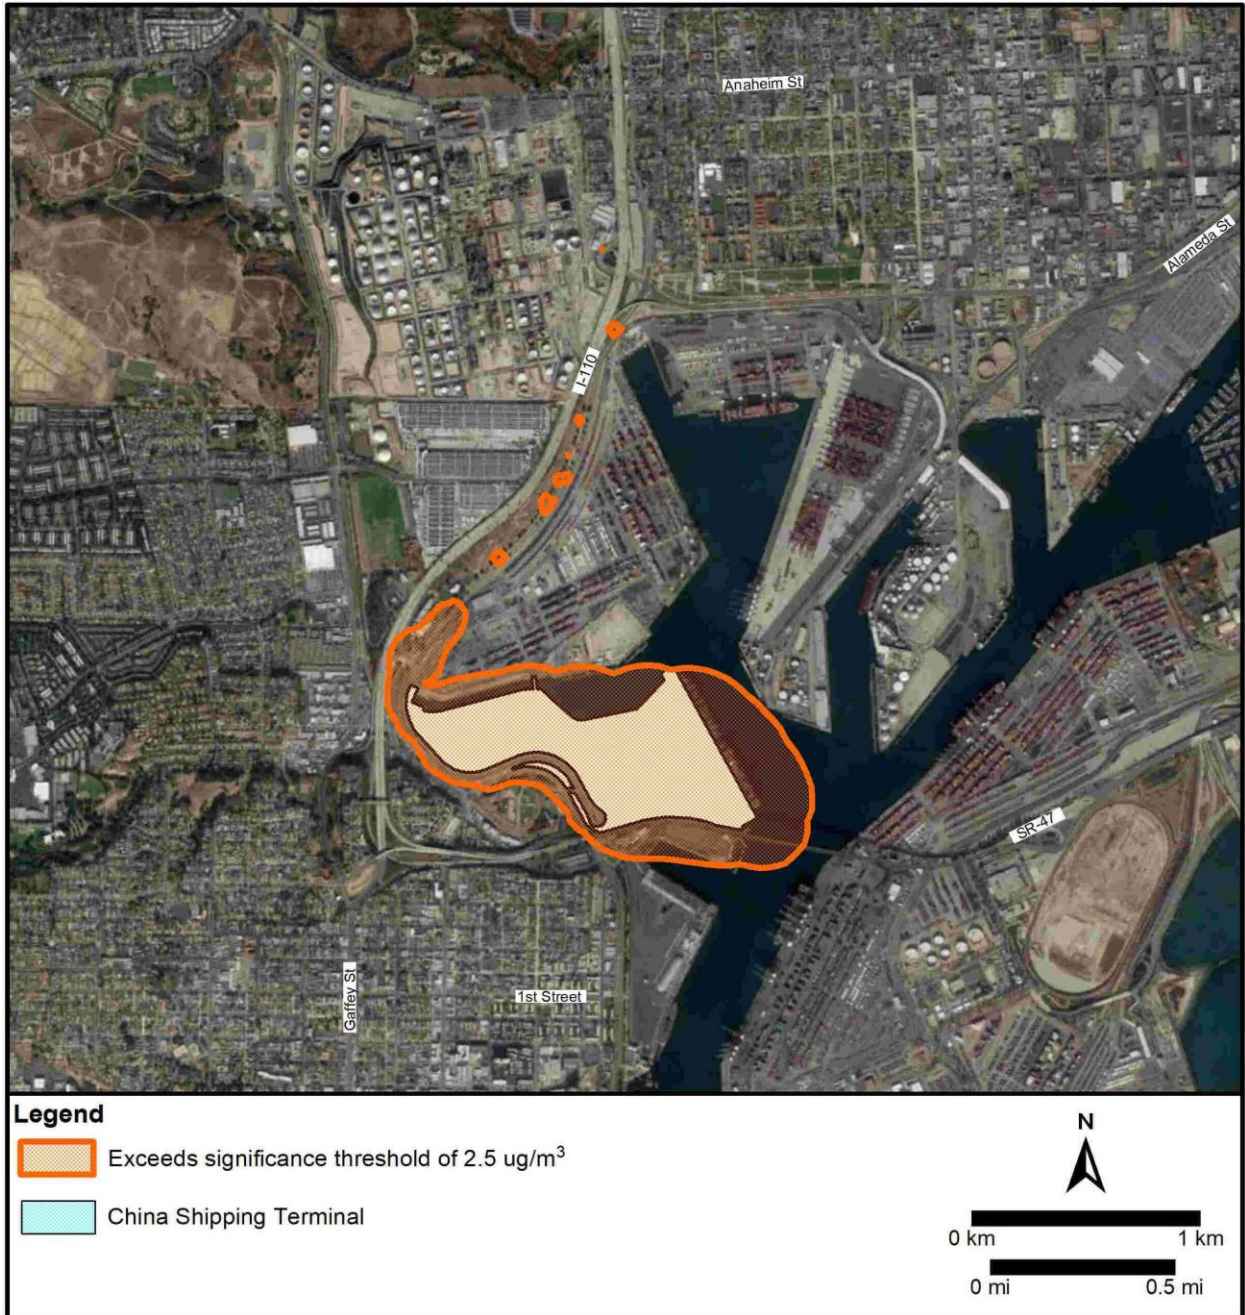 Anaheim St
Alameda St
I-110
SR-47
Gaffey St
1st Street
Legend
Exceeds significance threshold of 2.5 ug/m³
China Shipping Terminal
N
0 km 1 km
0 mi 0.5 mi